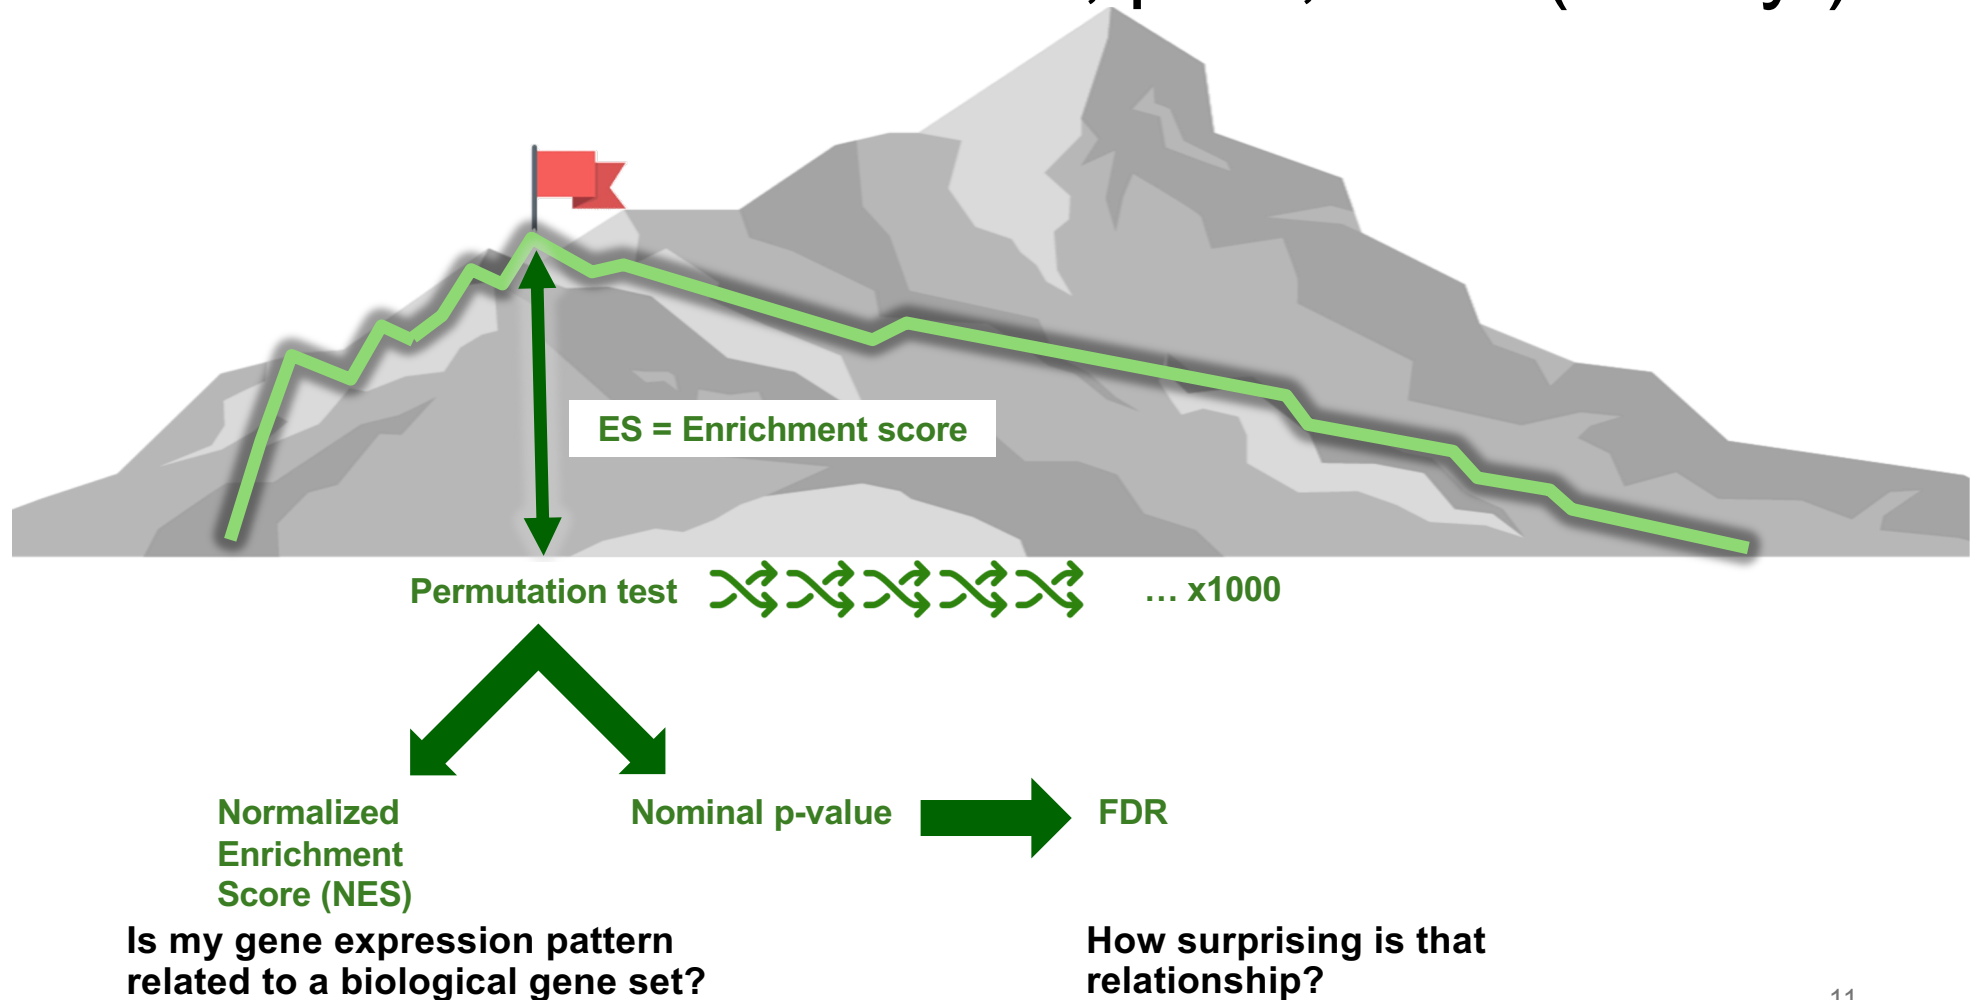 ES = Enrichment score
Permutation test
… x1000
Normalized
Enrichment
Score (NES)
Nominal p-value
FDR
Is my gene expression pattern
related to a biological gene set?
How surprising is that
relationship?
11